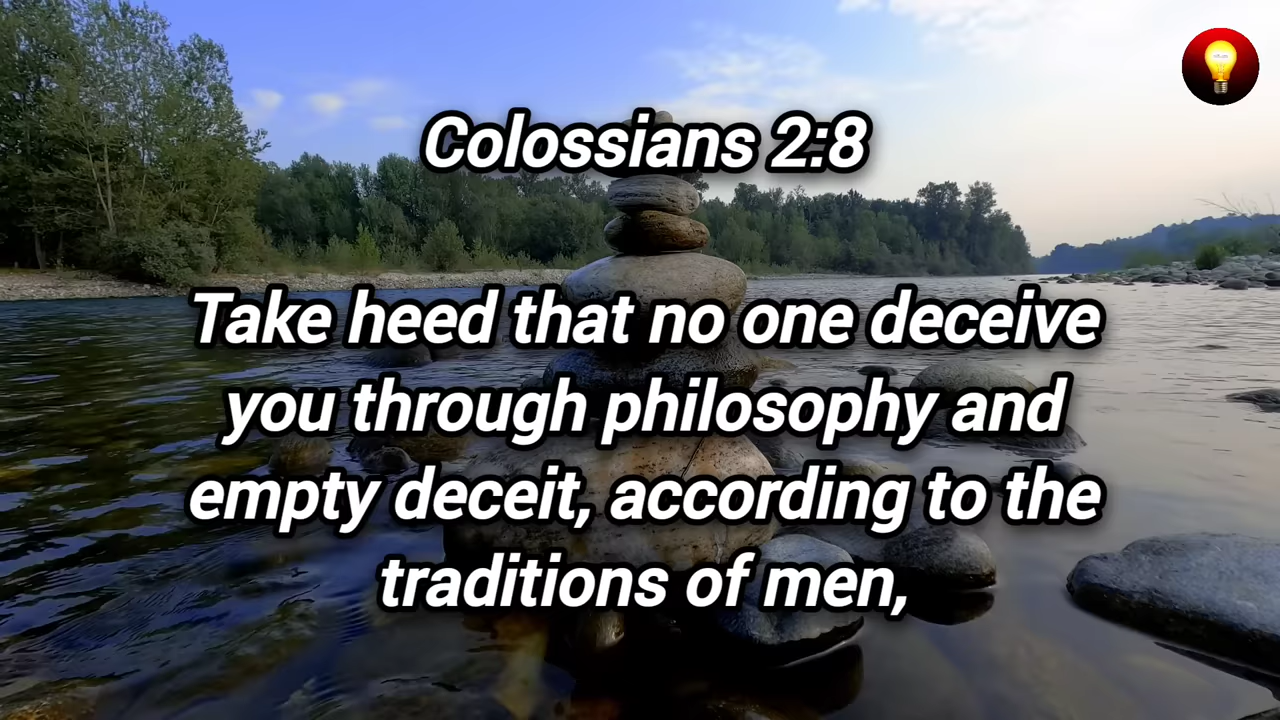 Colossians 2:8
Take heed that no one deceive
you through philosophy and
empty deceit, according to the
traditions of men,